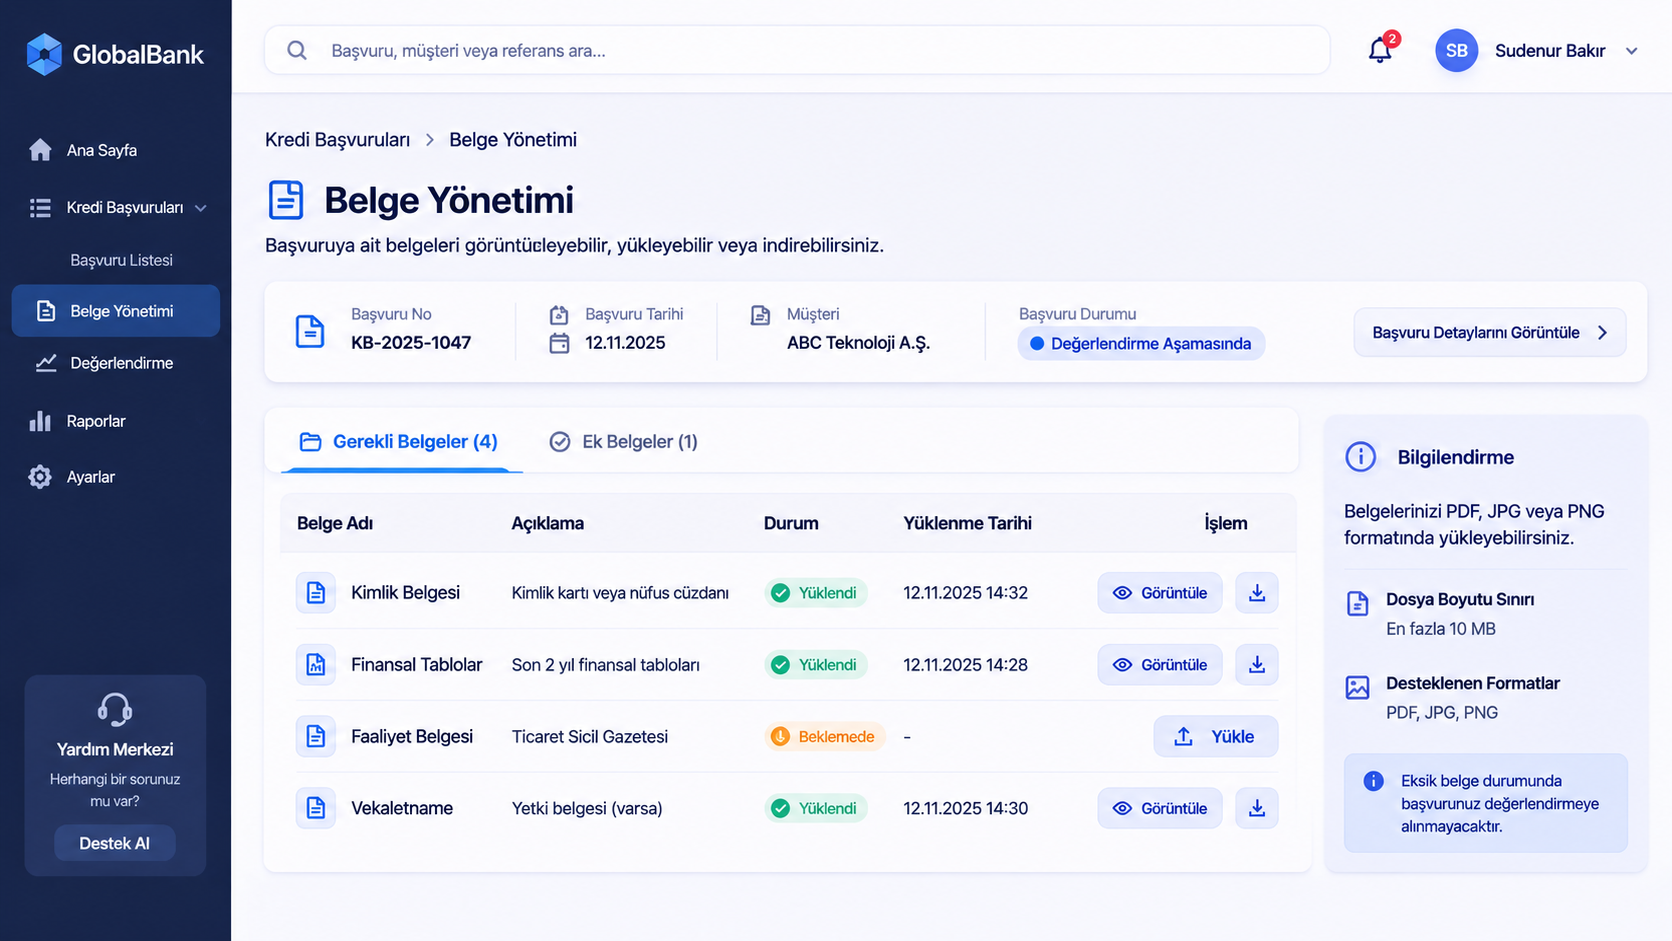 GlobalBank
Ana Sayfa
Kredi Başvuruları
Başvuru Listesi
Belge Yönetimi
Değerlendirme
Raporlar
Ayarlar
Yardım Merkezi
Herhangi bir sorunuz
mu var?
Destek Al
Başvuru, müşteri veya referans ara...
2
SB
Sudenur Bakır
Kredi Başvuruları > Belge Yönetimi
Belge Yönetimi
Başvuruya ait belgeleri yükleyebilir veya indirebilirsiniz.
Başvuru No
KB-2025-1047
Başvuru Tarihi
12.11.2025
Müşteri
ABC Teknoloji A.Ş.
Başvuru Durumu
Değerlendirme Aşamasında
Başvuru Detaylarını Görüntüle
Gerekli Belgeler (4)
Ek Belgeler (1)
Belge Adı Açıklama Durum Yüklenme Tarihi İşlem
Kimlik Belgesi Kimlik kartı veya nüfus cüzdanı Yüklendi 12.11.2025 14:32 Görüntüle
Finansal Tablolar Son 2 yıl finansal tabloları Yüklendi 12.11.2025 14:28 Görüntüle
Faaliyet Belgesi Ticaret Sicil Gazetesi Beklemede - Yükle
Vekaletname Yetki belgesi (varsa) Yüklendi 12.11.2025 14:30 Görüntüle
Bilgilendirme
Belgelerinizi PDF, JPG veya PNG
formatında yükleyebilirsiniz.
Dosya Boyutu Sınırı
En fazla 10 MB
Desteklenen Formatlar
PDF, JPG, PNG
Eksik belge durumunda
başvurunuz değerlendirmeye
alınmayacaktır.